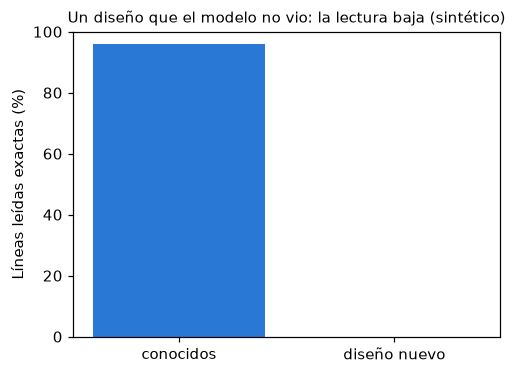 Un diseño que el modelo no vio: la lectura baja (sintético)
Líneas leídas exactas (%)
100
80
60
40
20
0
conocidos
diseño nuevo